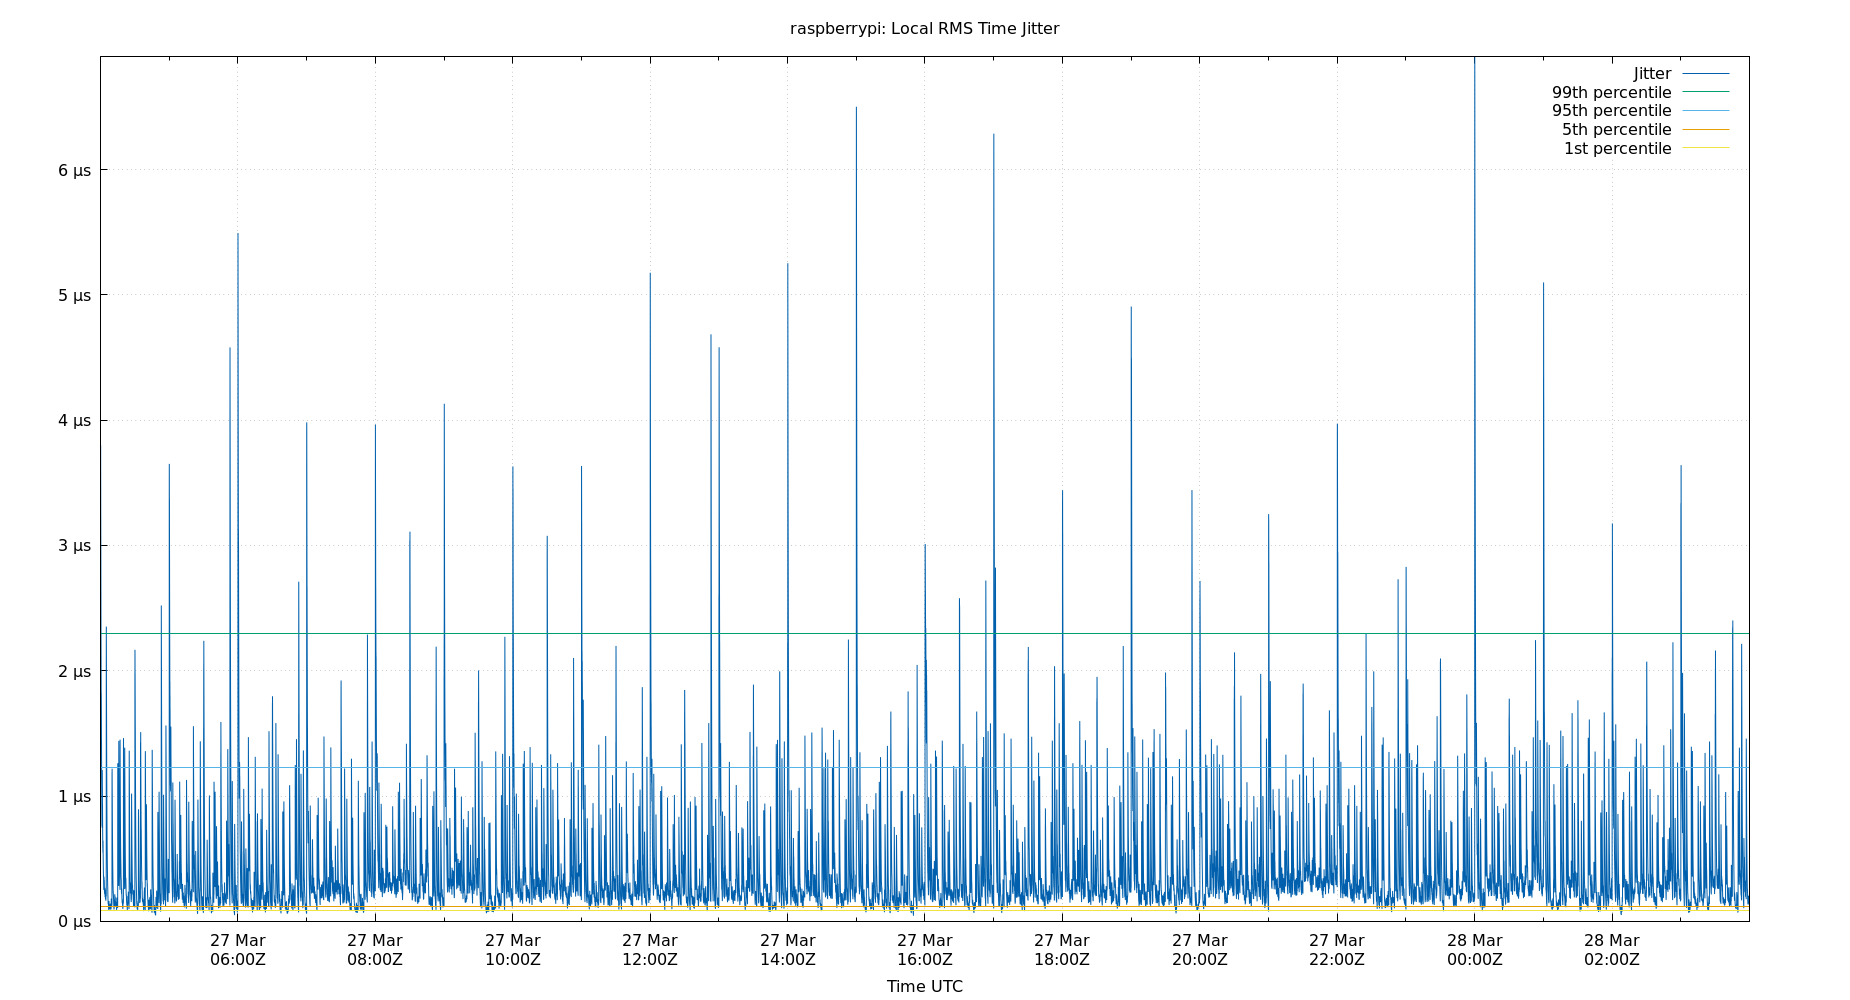 raspberrypi: Local RMS Time Jitter
Jitter
99th percentile
95th percentile
5th percentile
1st percentile
6 µs
5 µs
4 µs
3 µs
2 µs
1 µs
0 µs
27 Mar 27 Mar 27 Mar 27 Mar 27 Mar 27 Mar 27 Mar 27 Mar 27 Mar 28 Mar 28 Mar
06:00Z 08:00Z 10:00Z 12:00Z 14:00Z 16:00Z 18:00Z 20:00Z 22:00Z 00:00Z 02:00Z
Time UTC